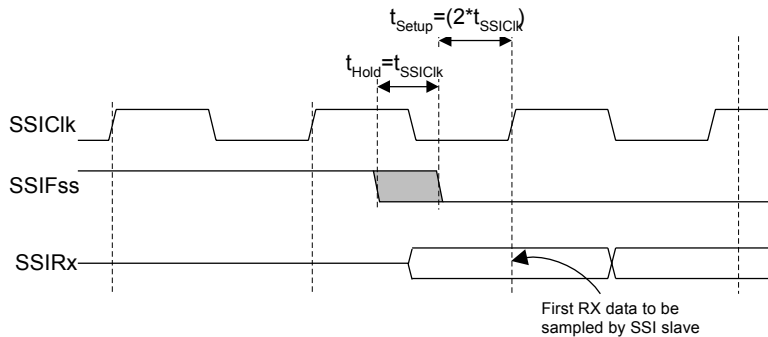 tSetup=(2*tSSIClk)
tHold=tSSIClk
SSIClk
SSIFss
SSIRx
First RX data to be
sampled by SSI slave